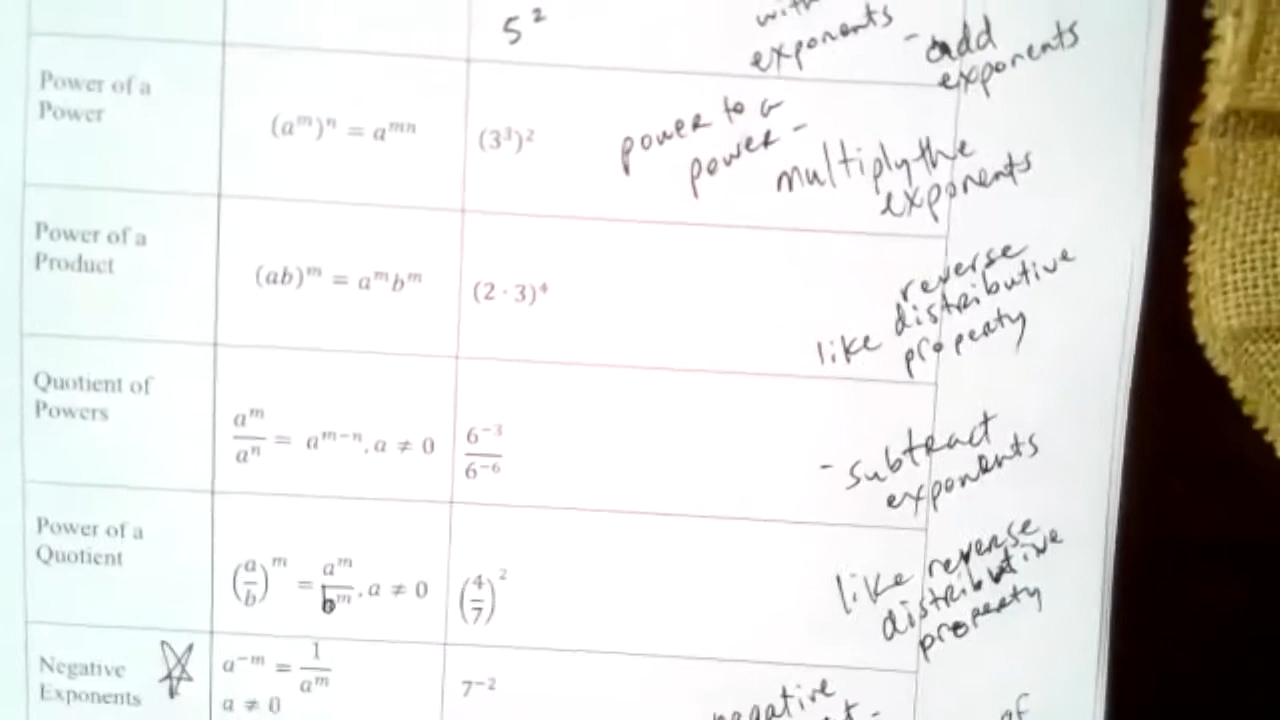 5²
with
exponents - add
exponents
Power of a
Power
(aᵐ)ⁿ = aᵐⁿ
(3³)²
power to a
power -
multiply the
exponents
Power of a
Product
(ab)ᵐ = aᵐbᵐ
(2 · 3)⁴
reverse
like distributive
property
Quotient of
Powers
aᵐ/aⁿ = aᵐ⁻ⁿ, a ≠ 0
6⁻³/6⁻⁶
- subtract
exponents
Power of a
Quotient
(a/b)ᵐ = aᵐ/bᵐ, a ≠ 0
(4/7)²
like reverse
distributive
property
Negative
Exponents
a⁻ᵐ = 1/aᵐ
a ≠ 0
7⁻²
negative
of